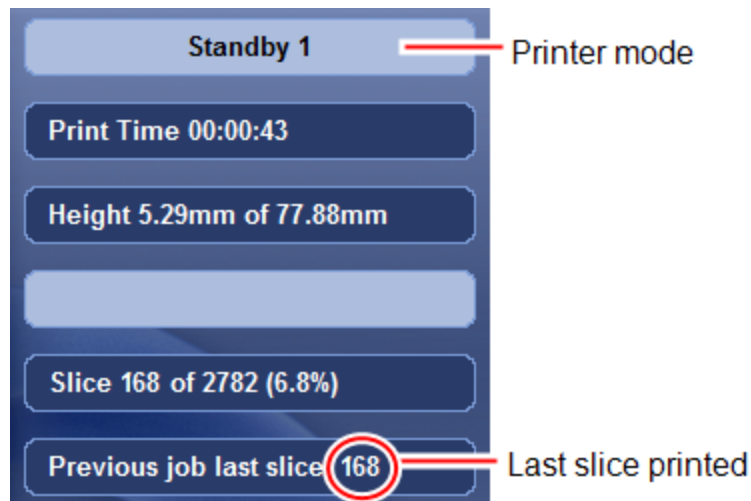 Standby 1
Printer mode
Print Time 00:00:43
Height 5.29mm of 77.88mm
Slice 168 of 2782 (6.8%)
Previous job last slice 168
Last slice printed